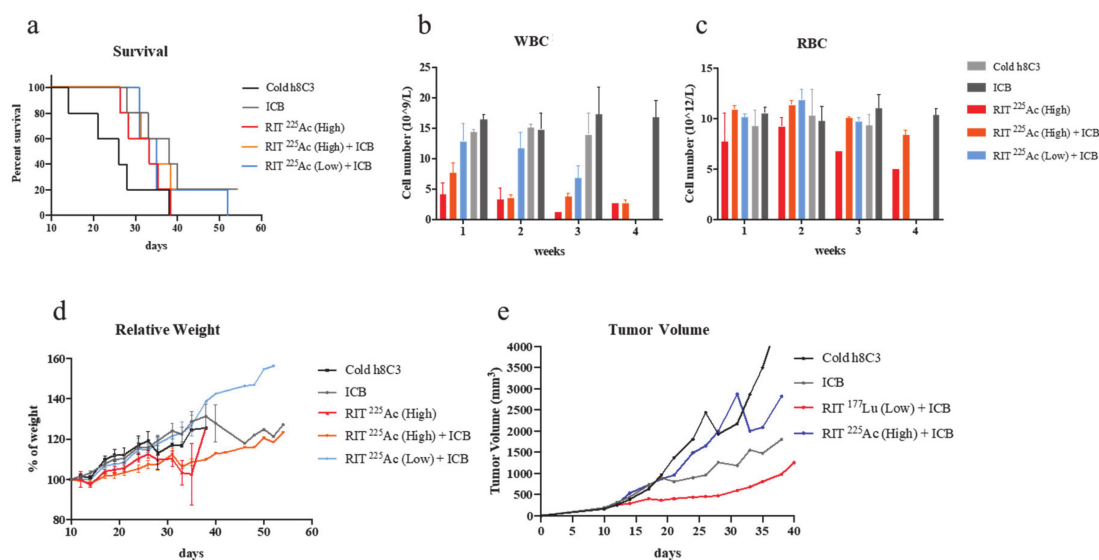 a
Survival
Percent survival
100
80
60
40
20
0
10 20 30 40 50 60
days
Cold h8C3
ICB
RIT ²²⁵Ac (High)
RIT ²²⁵Ac (High) + ICB
RIT ²²⁵Ac (Low) + ICB
b
WBC
Cell number (10^9/L)
25
20
15
10
5
0
1 2 3 4
weeks
c
RBC
Cell number (10^12/L)
15
10
5
0
1 2 3 4
weeks
Cold h8C3
ICB
RIT ²²⁵Ac (High)
RIT ²²⁵Ac (High) + ICB
RIT ²²⁵Ac (Low) + ICB
d
Relative Weight
% of weight
160
140
120
100
80
10 20 30 40 50 60
days
Cold h8C3
ICB
RIT ²²⁵Ac (High)
RIT ²²⁵Ac (High) + ICB
RIT ²²⁵Ac (Low) + ICB
e
Tumor Volume
Tumor Volume (mm³)
4000
3500
3000
2500
2000
1500
1000
500
0
0 5 10 15 20 25 30 35 40
days
Cold h8C3
ICB
RIT ¹⁷⁷Lu (Low) + ICB
RIT ²²⁵Ac (High) + ICB